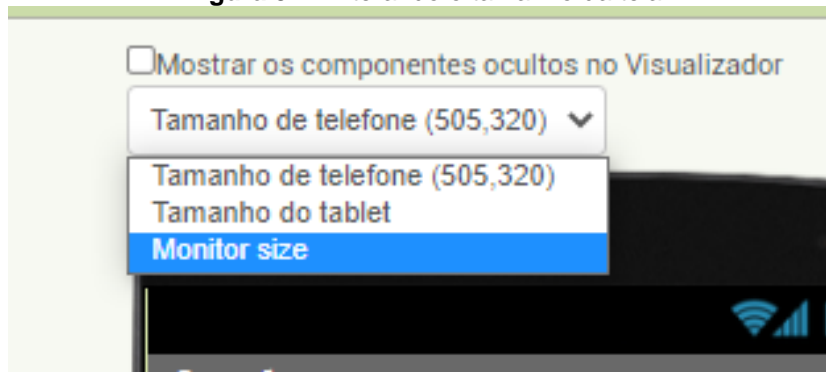 Mostrar os componentes ocultos no Visualizador
Tamanho de telefone (505,320)
Tamanho de telefone (505,320)
Tamanho do tablet
Monitor size